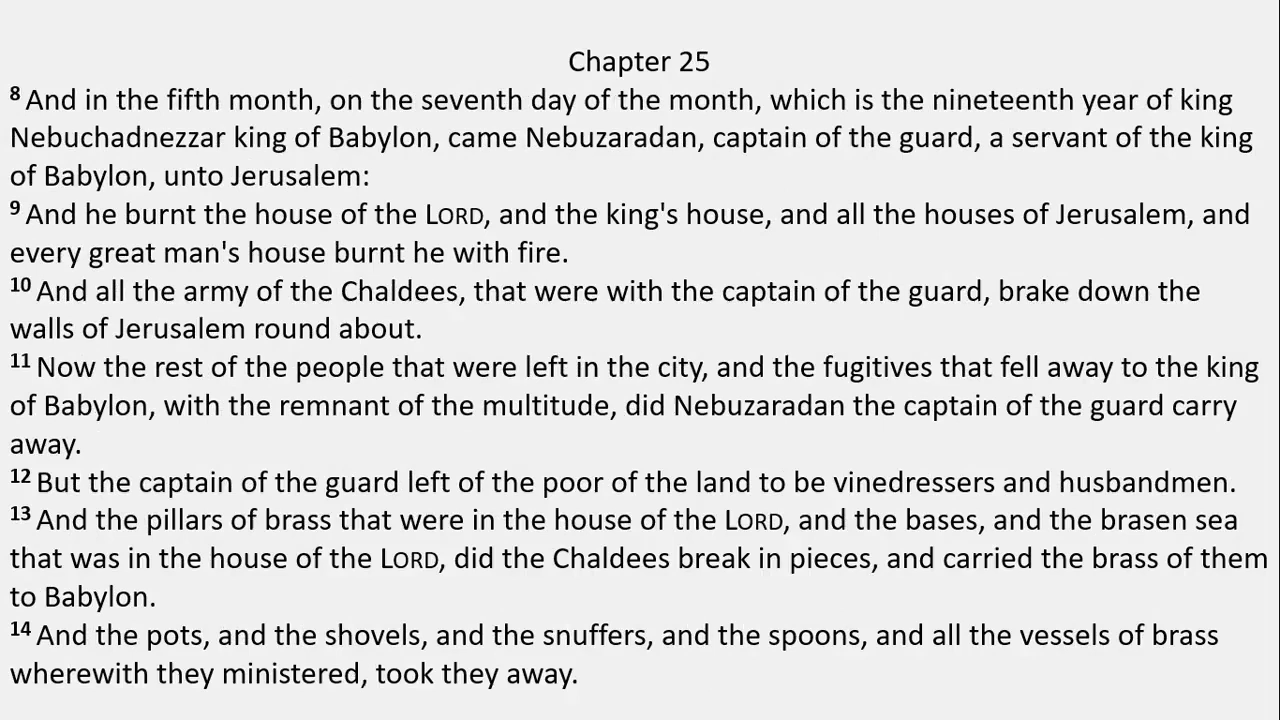 Chapter 25
8 And in the fifth month, on the seventh day of the month, which is the nineteenth year of king
Nebuchadnezzar king of Babylon, came Nebuzaradan, captain of the guard, a servant of the king
of Babylon, unto Jerusalem:
9 And he burnt the house of the LORD, and the king's house, and all the houses of Jerusalem, and
every great man's house burnt he with fire.
10 And all the army of the Chaldees, that were with the captain of the guard, brake down the
walls of Jerusalem round about.
11 Now the rest of the people that were left in the city, and the fugitives that fell away to the king
of Babylon, with the remnant of the multitude, did Nebuzaradan the captain of the guard carry
away.
12 But the captain of the guard left of the poor of the land to be vinedressers and husbandmen.
13 And the pillars of brass that were in the house of the LORD, and the bases, and the brasen sea
that was in the house of the LORD, did the Chaldees break in pieces, and carried the brass of them
to Babylon.
14 And the pots, and the shovels, and the snuffers, and the spoons, and all the vessels of brass
wherewith they ministered, took they away.